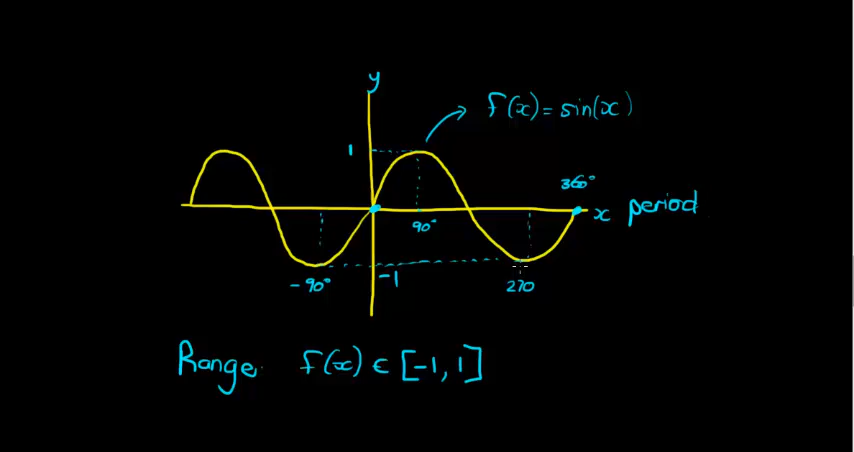 y
f(x)=sin(x)
1
360°
x period
90°
-90°
-1
270
Range. f(x) ∈ [-1, 1]